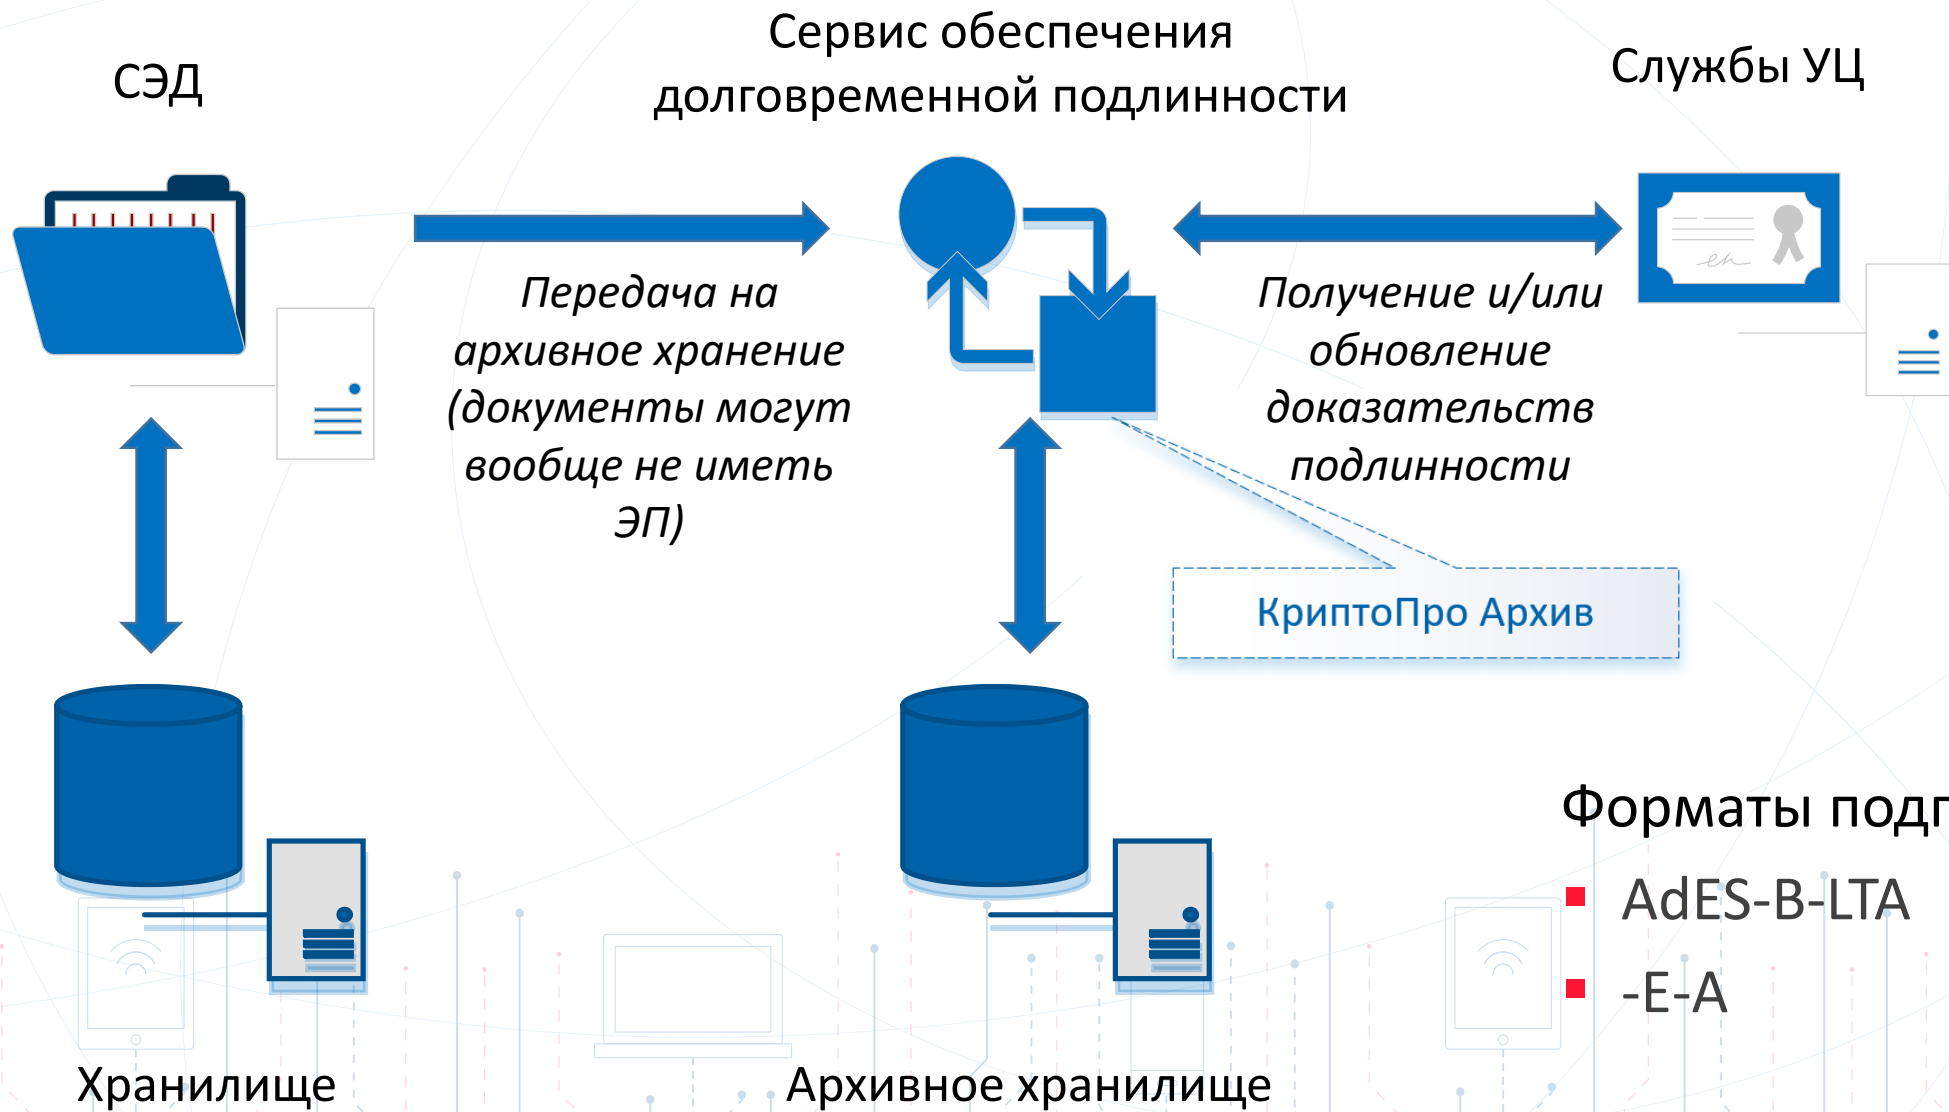 СЭД
Сервис обеспечения
долговременной подлинности
Службы УЦ
Передача на
архивное хранение
(документы могут
вообще не иметь
ЭП)
Получение и/или
обновление
доказательств
подлинности
КриптоПро Архив
Форматы
AdES-B-LTA
-E-A
Хранилище
Архивное хранилище